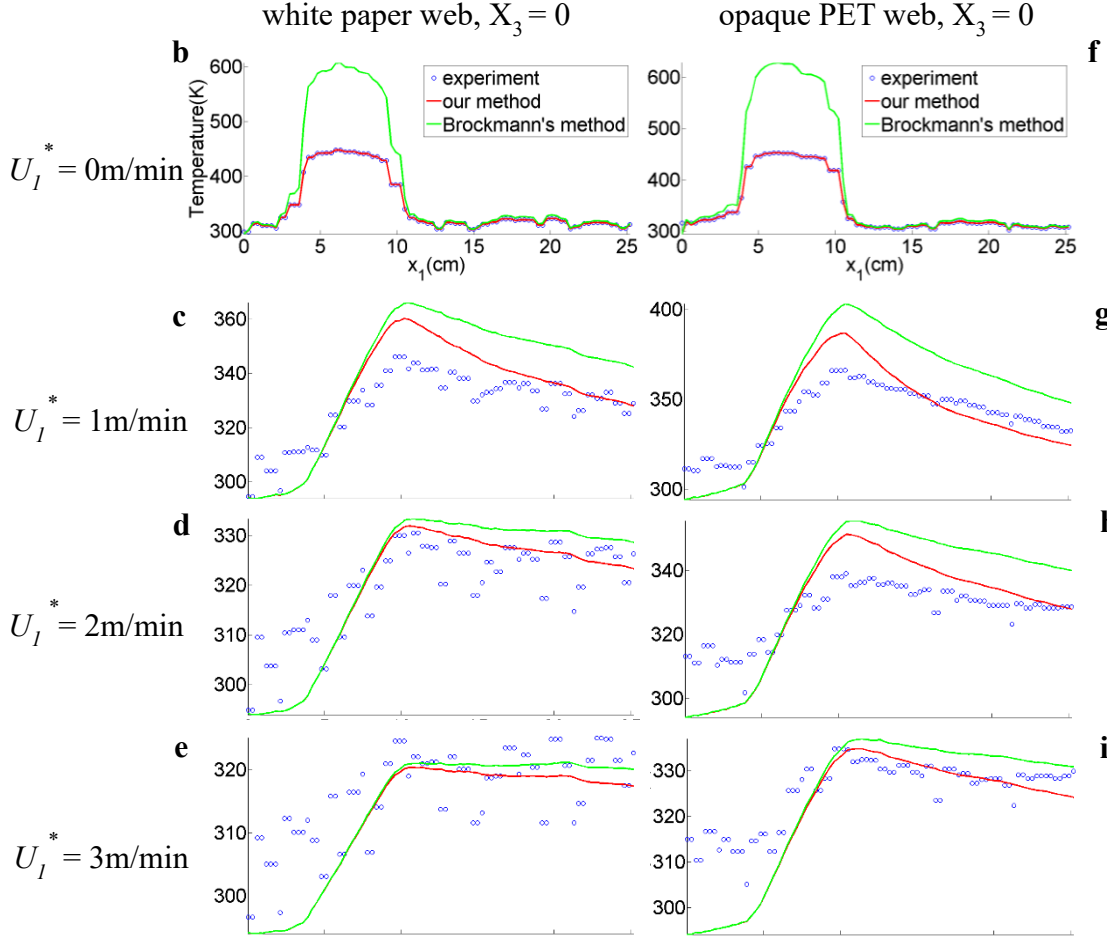 white paper web, X3 = 0
opaque PET web, X3 = 0
b
f
600
500
400
300
Temperature(K)
experiment
our method
Brockmann's method
0
5
10
15
20
25
x1(cm)
600
500
400
300
experiment
our method
Brockmann's method
0
5
10
15
20
25
x1(cm)
U1* = 0m/min
c
g
360
340
320
300
400
350
300
U1* = 1m/min
d
330
320
310
300
340
320
300
U1* = 2m/min
e
i
320
310
300
330
320
310
300
U1* = 3m/min